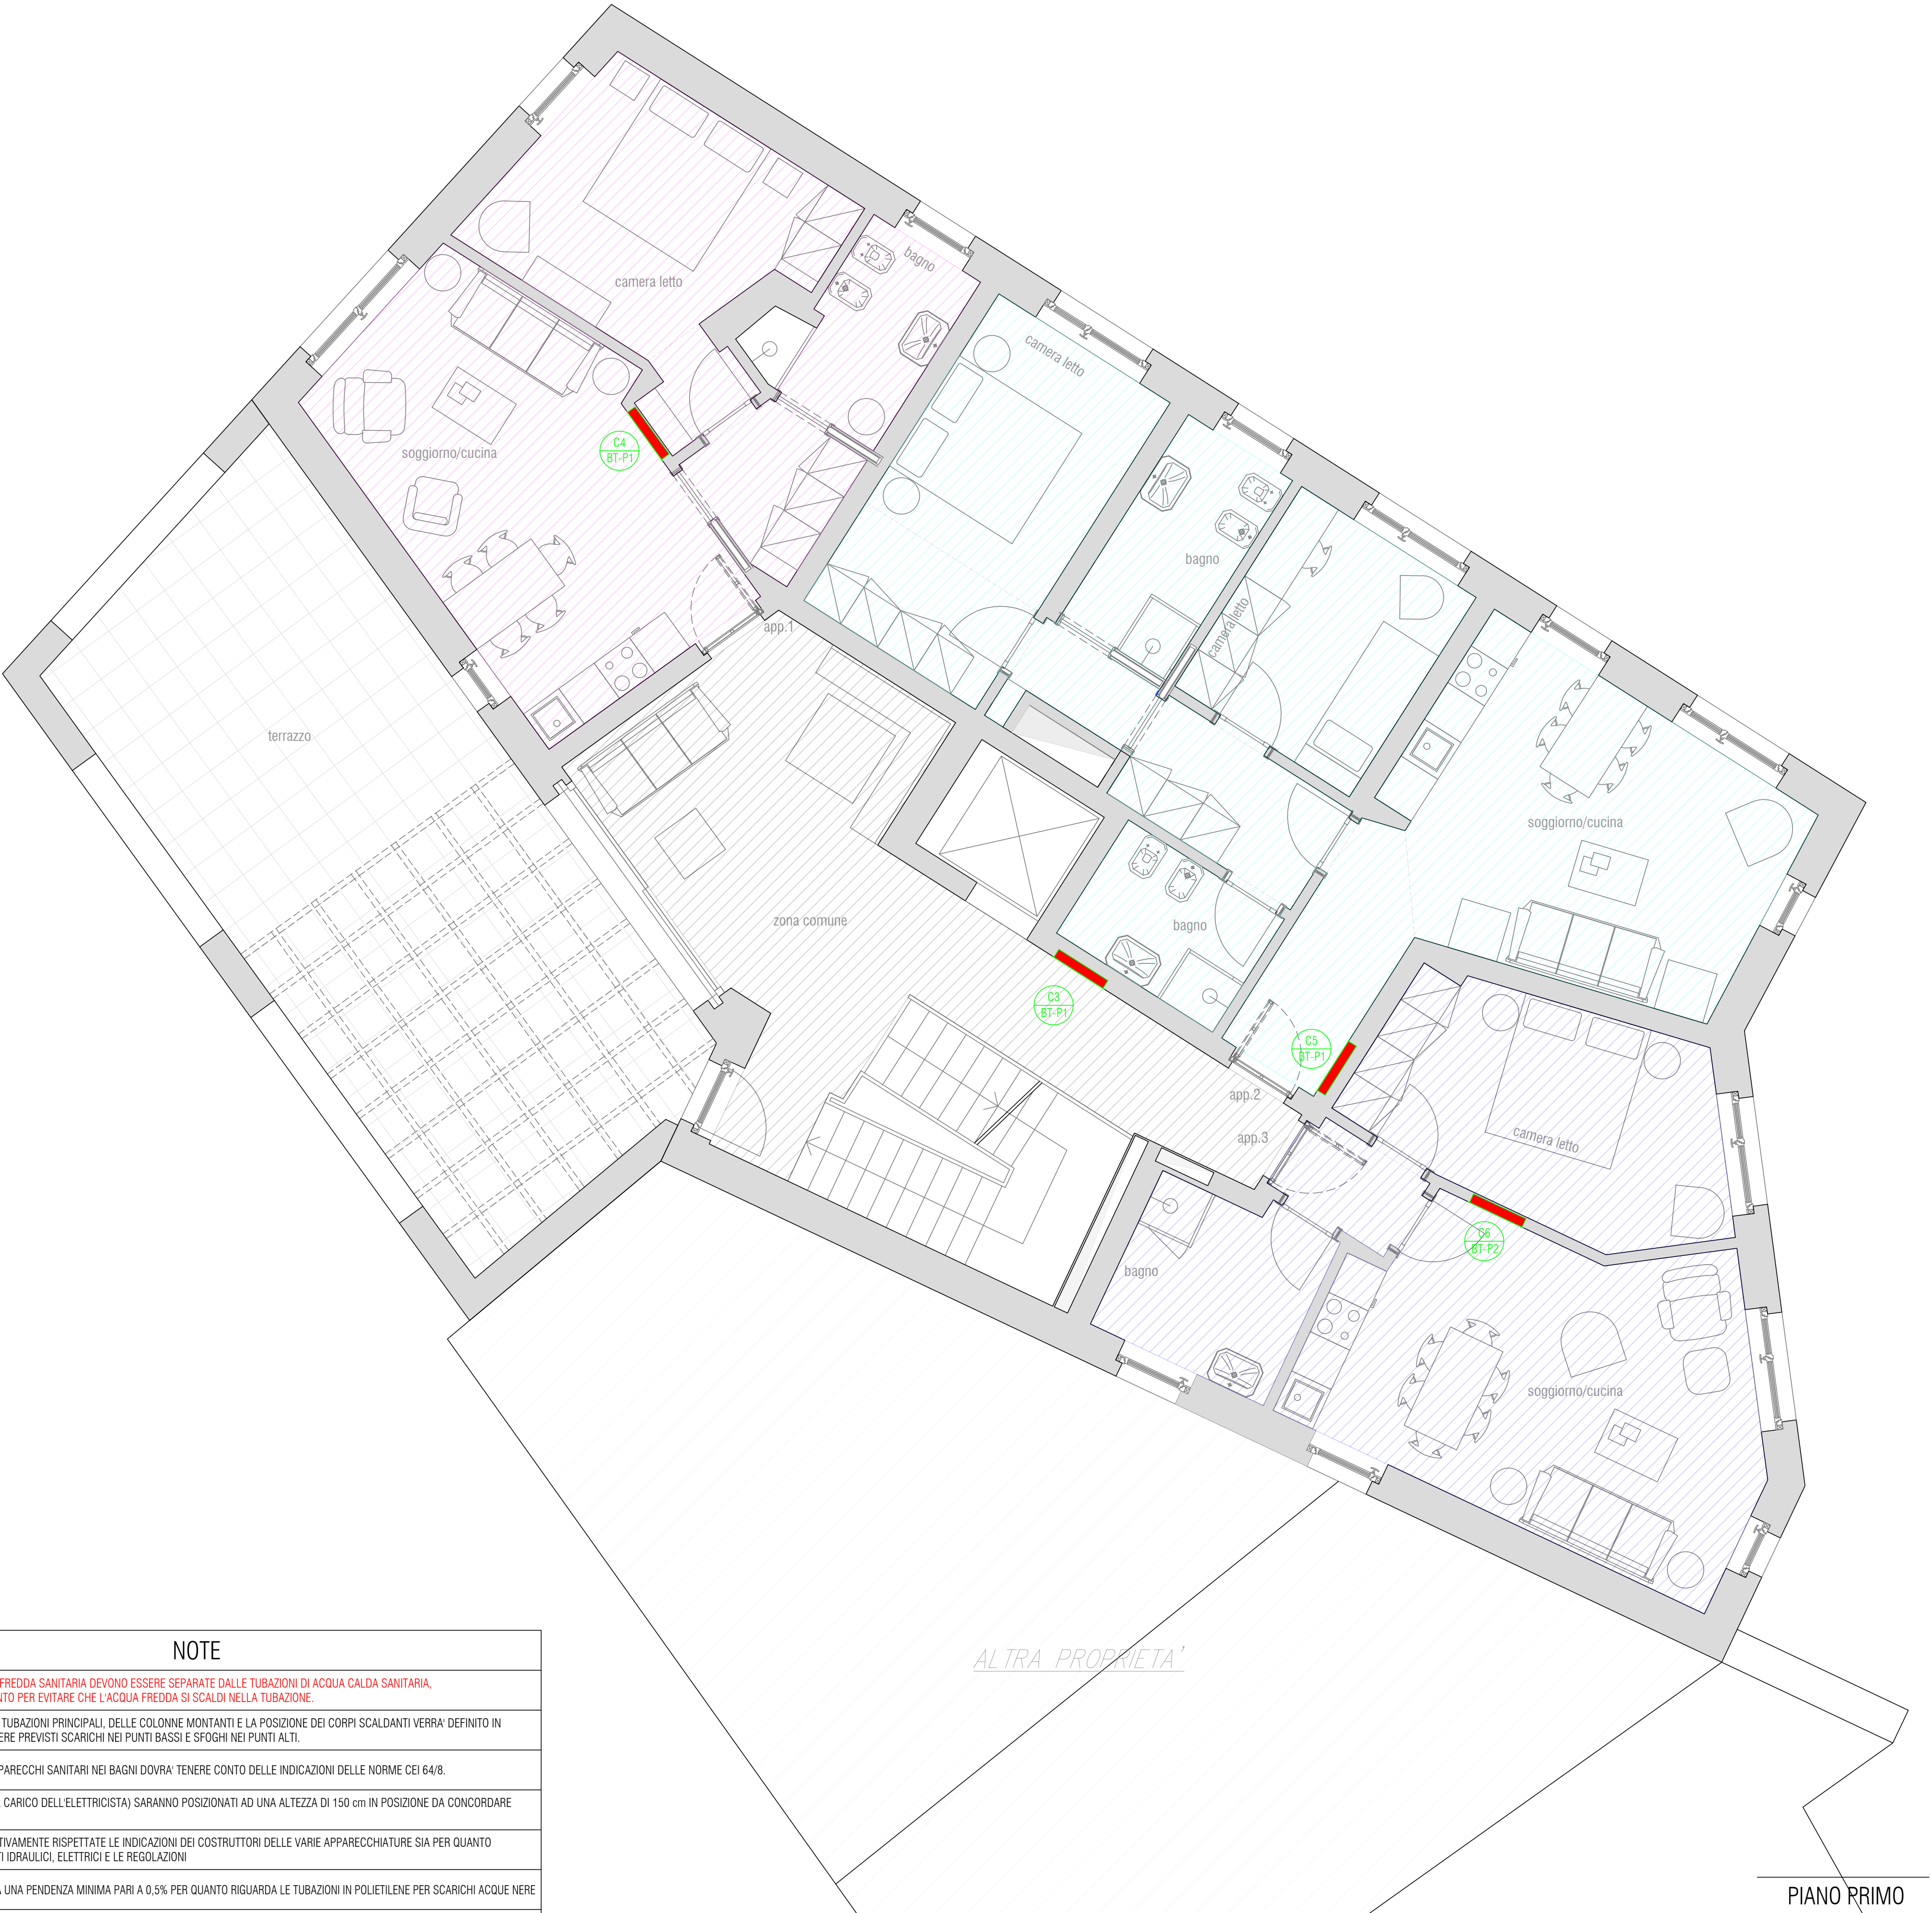 camera letto
bagno
camera letto
C4
BT-P1
soggiorno/cucina
bagno
camera letto
app.1
terrazzo
soggiorno/cucina
zona comune
bagno
C3
BT-P1
C5
BT-P1
app.2
app.3
camera letto
C6
BT-P2
bagno
soggiorno/cucina
ALTRA PROPRIETA'
NOTE
FREDDA SANITARIA DEVONO ESSERE SEPARATE DALLE TUBAZIONI DI ACQUA CALDA SANITARIA,
NTO PER EVITARE CHE L'ACQUA FREDDA SI SCALDI NELLA TUBAZIONE.
TUBAZIONI PRINCIPALI, DELLE COLONNE MONTANTI E LA POSIZIONE DEI CORPI SCALDANTI VERRA' DEFINITO IN
ERE PREVISTI SCARICHI NEI PUNTI BASSI E SFOGHI NEI PUNTI ALTI.
PARECCHI SANITARI NEI BAGNI DOVRA' TENERE CONTO DELLE INDICAZIONI DELLE NORME CEI 64/8.
CARICO DELL'ELETTRICISTA) SARANNO POSIZIONATI AD UNA ALTEZZA DI 150 cm IN POSIZIONE DA CONCORDARE
TIVAMENTE RISPETTATE LE INDICAZIONI DEI COSTRUTTORI DELLE VARIE APPARECCHIATURE SIA PER QUANTO
TI IDRAULICI, ELETTRICI E LE REGOLAZIONI
A UNA PENDENZA MINIMA PARI A 0,5% PER QUANTO RIGUARDA LE TUBAZIONI IN POLIETILENE PER SCARICHI ACQUE NERE
PIANO PRIMO